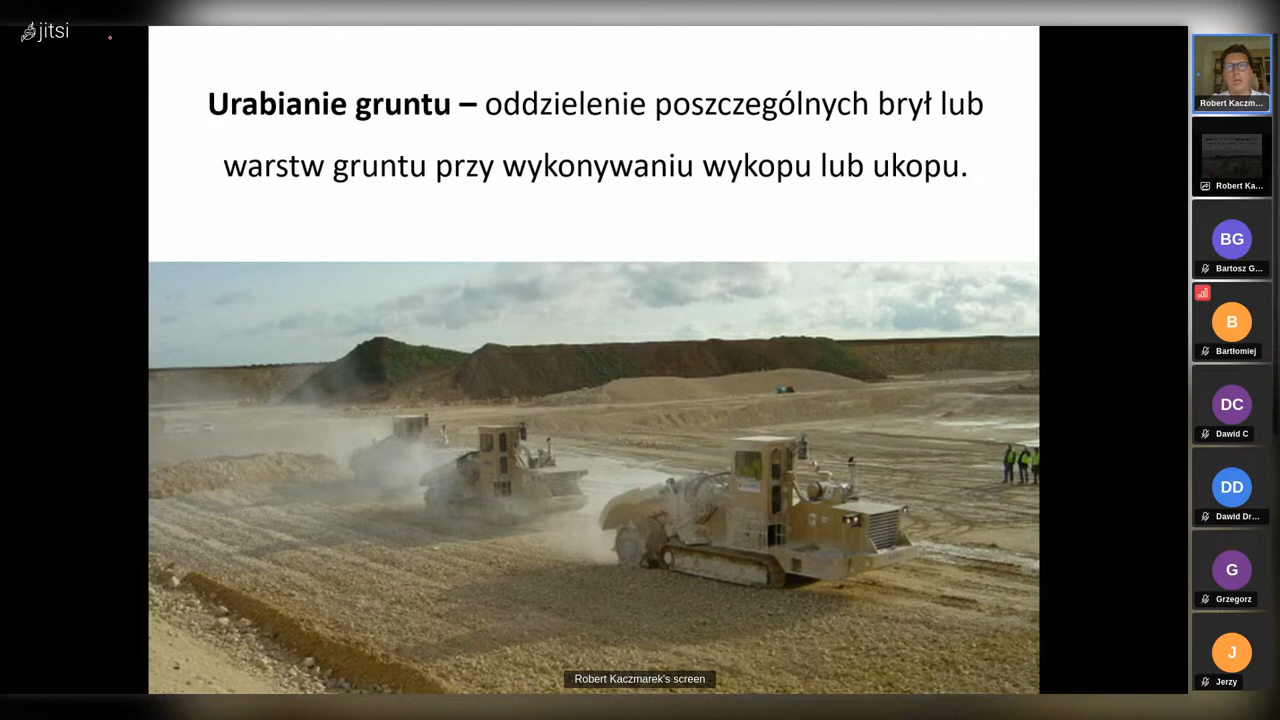 jitsi
Urabianie gruntu – oddzielenie poszczególnych brył lub
warstw gruntu przy wykonywaniu wykopu lub ukopu.
Robert Kaczmarek's screen
Robert Kaczm...
Robert Ka...
BG
Bartosz G...
B
Bartłomiej
DC
Dawid C
DD
Dawid Dr...
G
Grzegorz
J
Jerzy